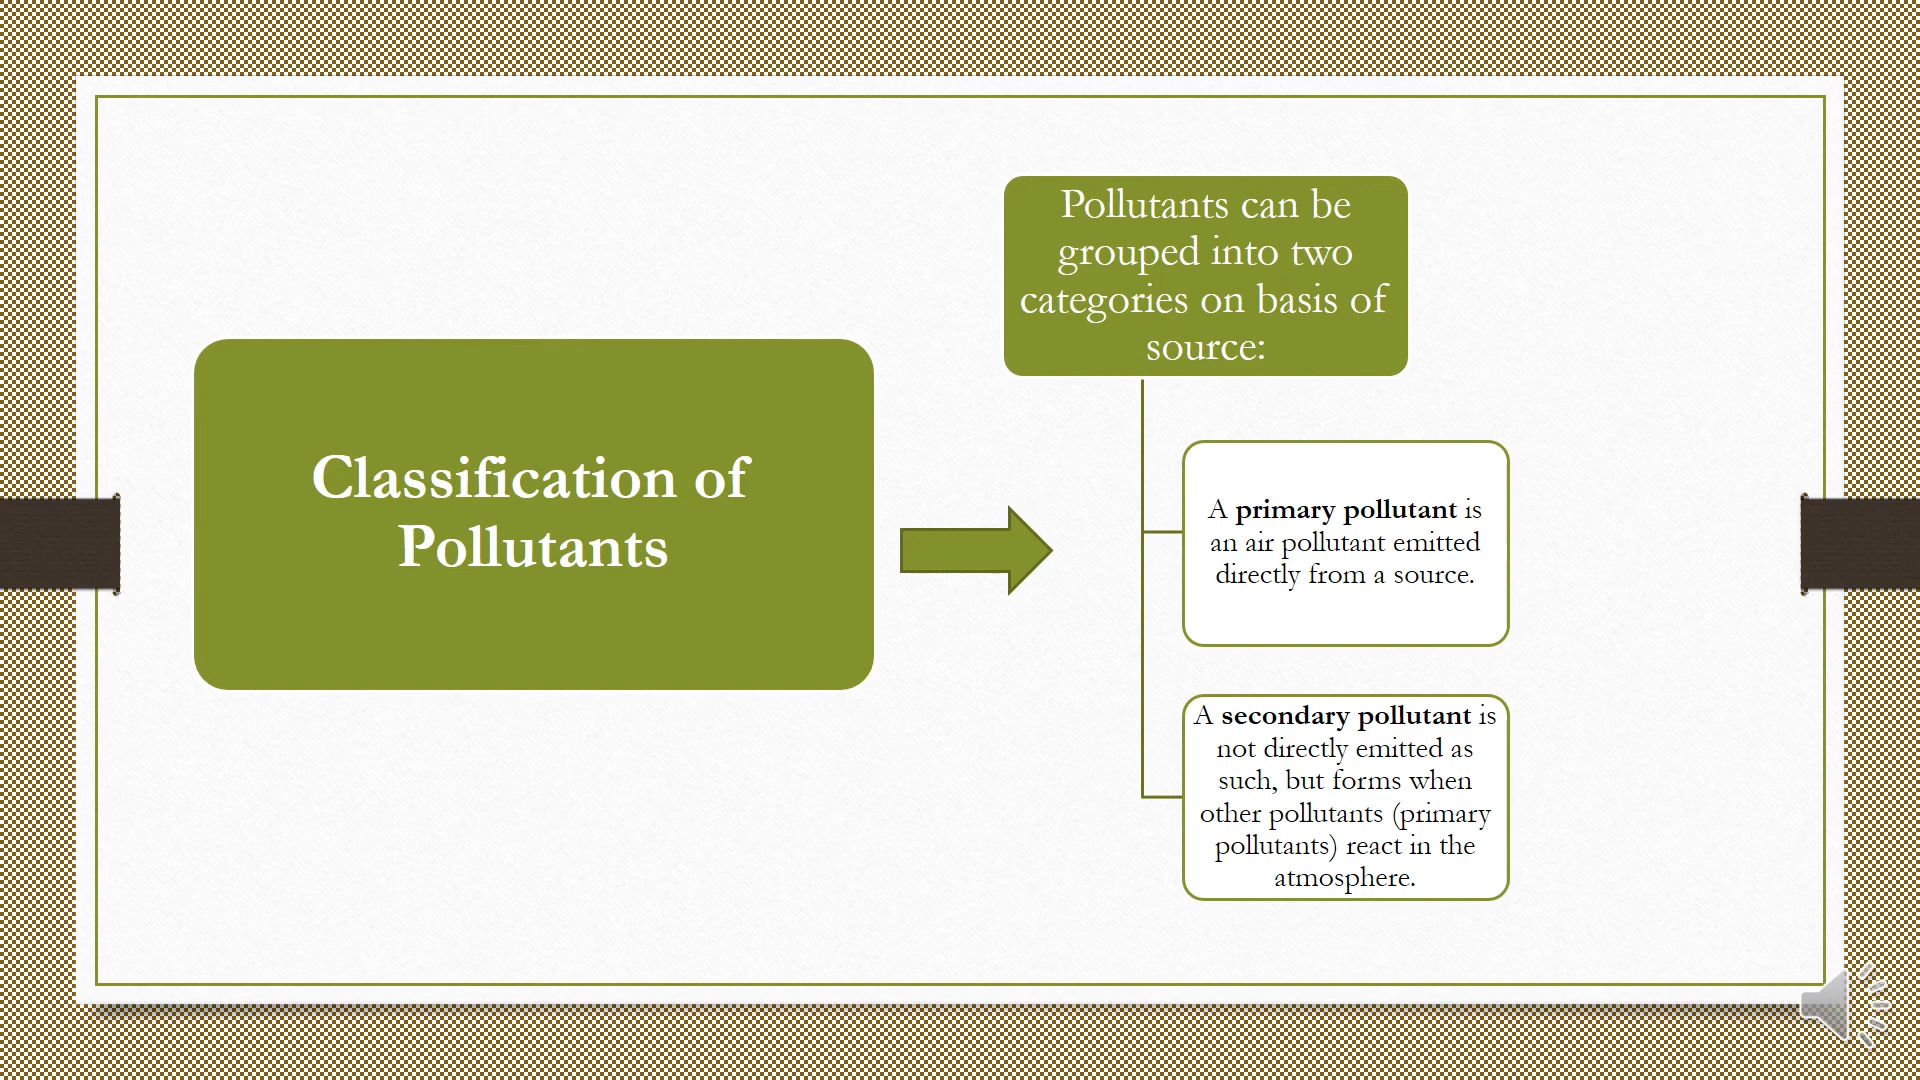 Classification of
Pollutants
Pollutants can be
grouped into two
categories on basis of
source:
A primary pollutant is
an air pollutant emitted
directly from a source.
A secondary pollutant is
not directly emitted as
such, but forms when
other pollutants (primary
pollutants) react in the
atmosphere.